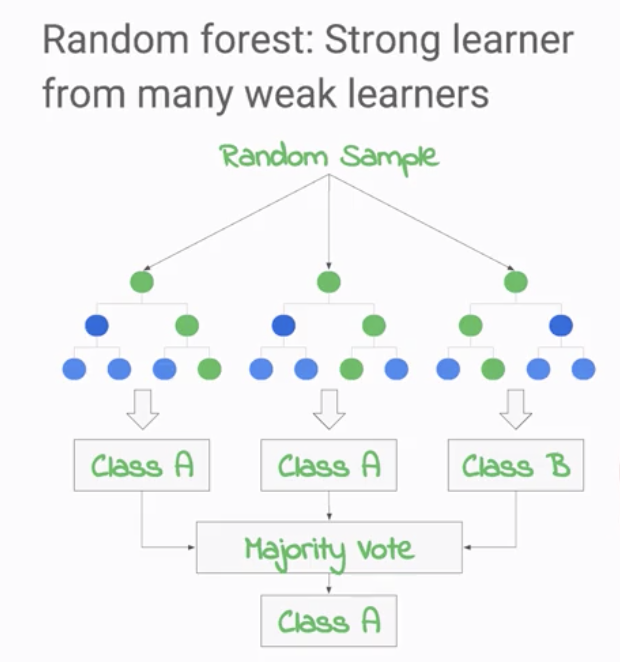 Random forest: Strong learner
from many weak learners
Random Sample
Class A
Class A
Class B
Majority Vote
Class A